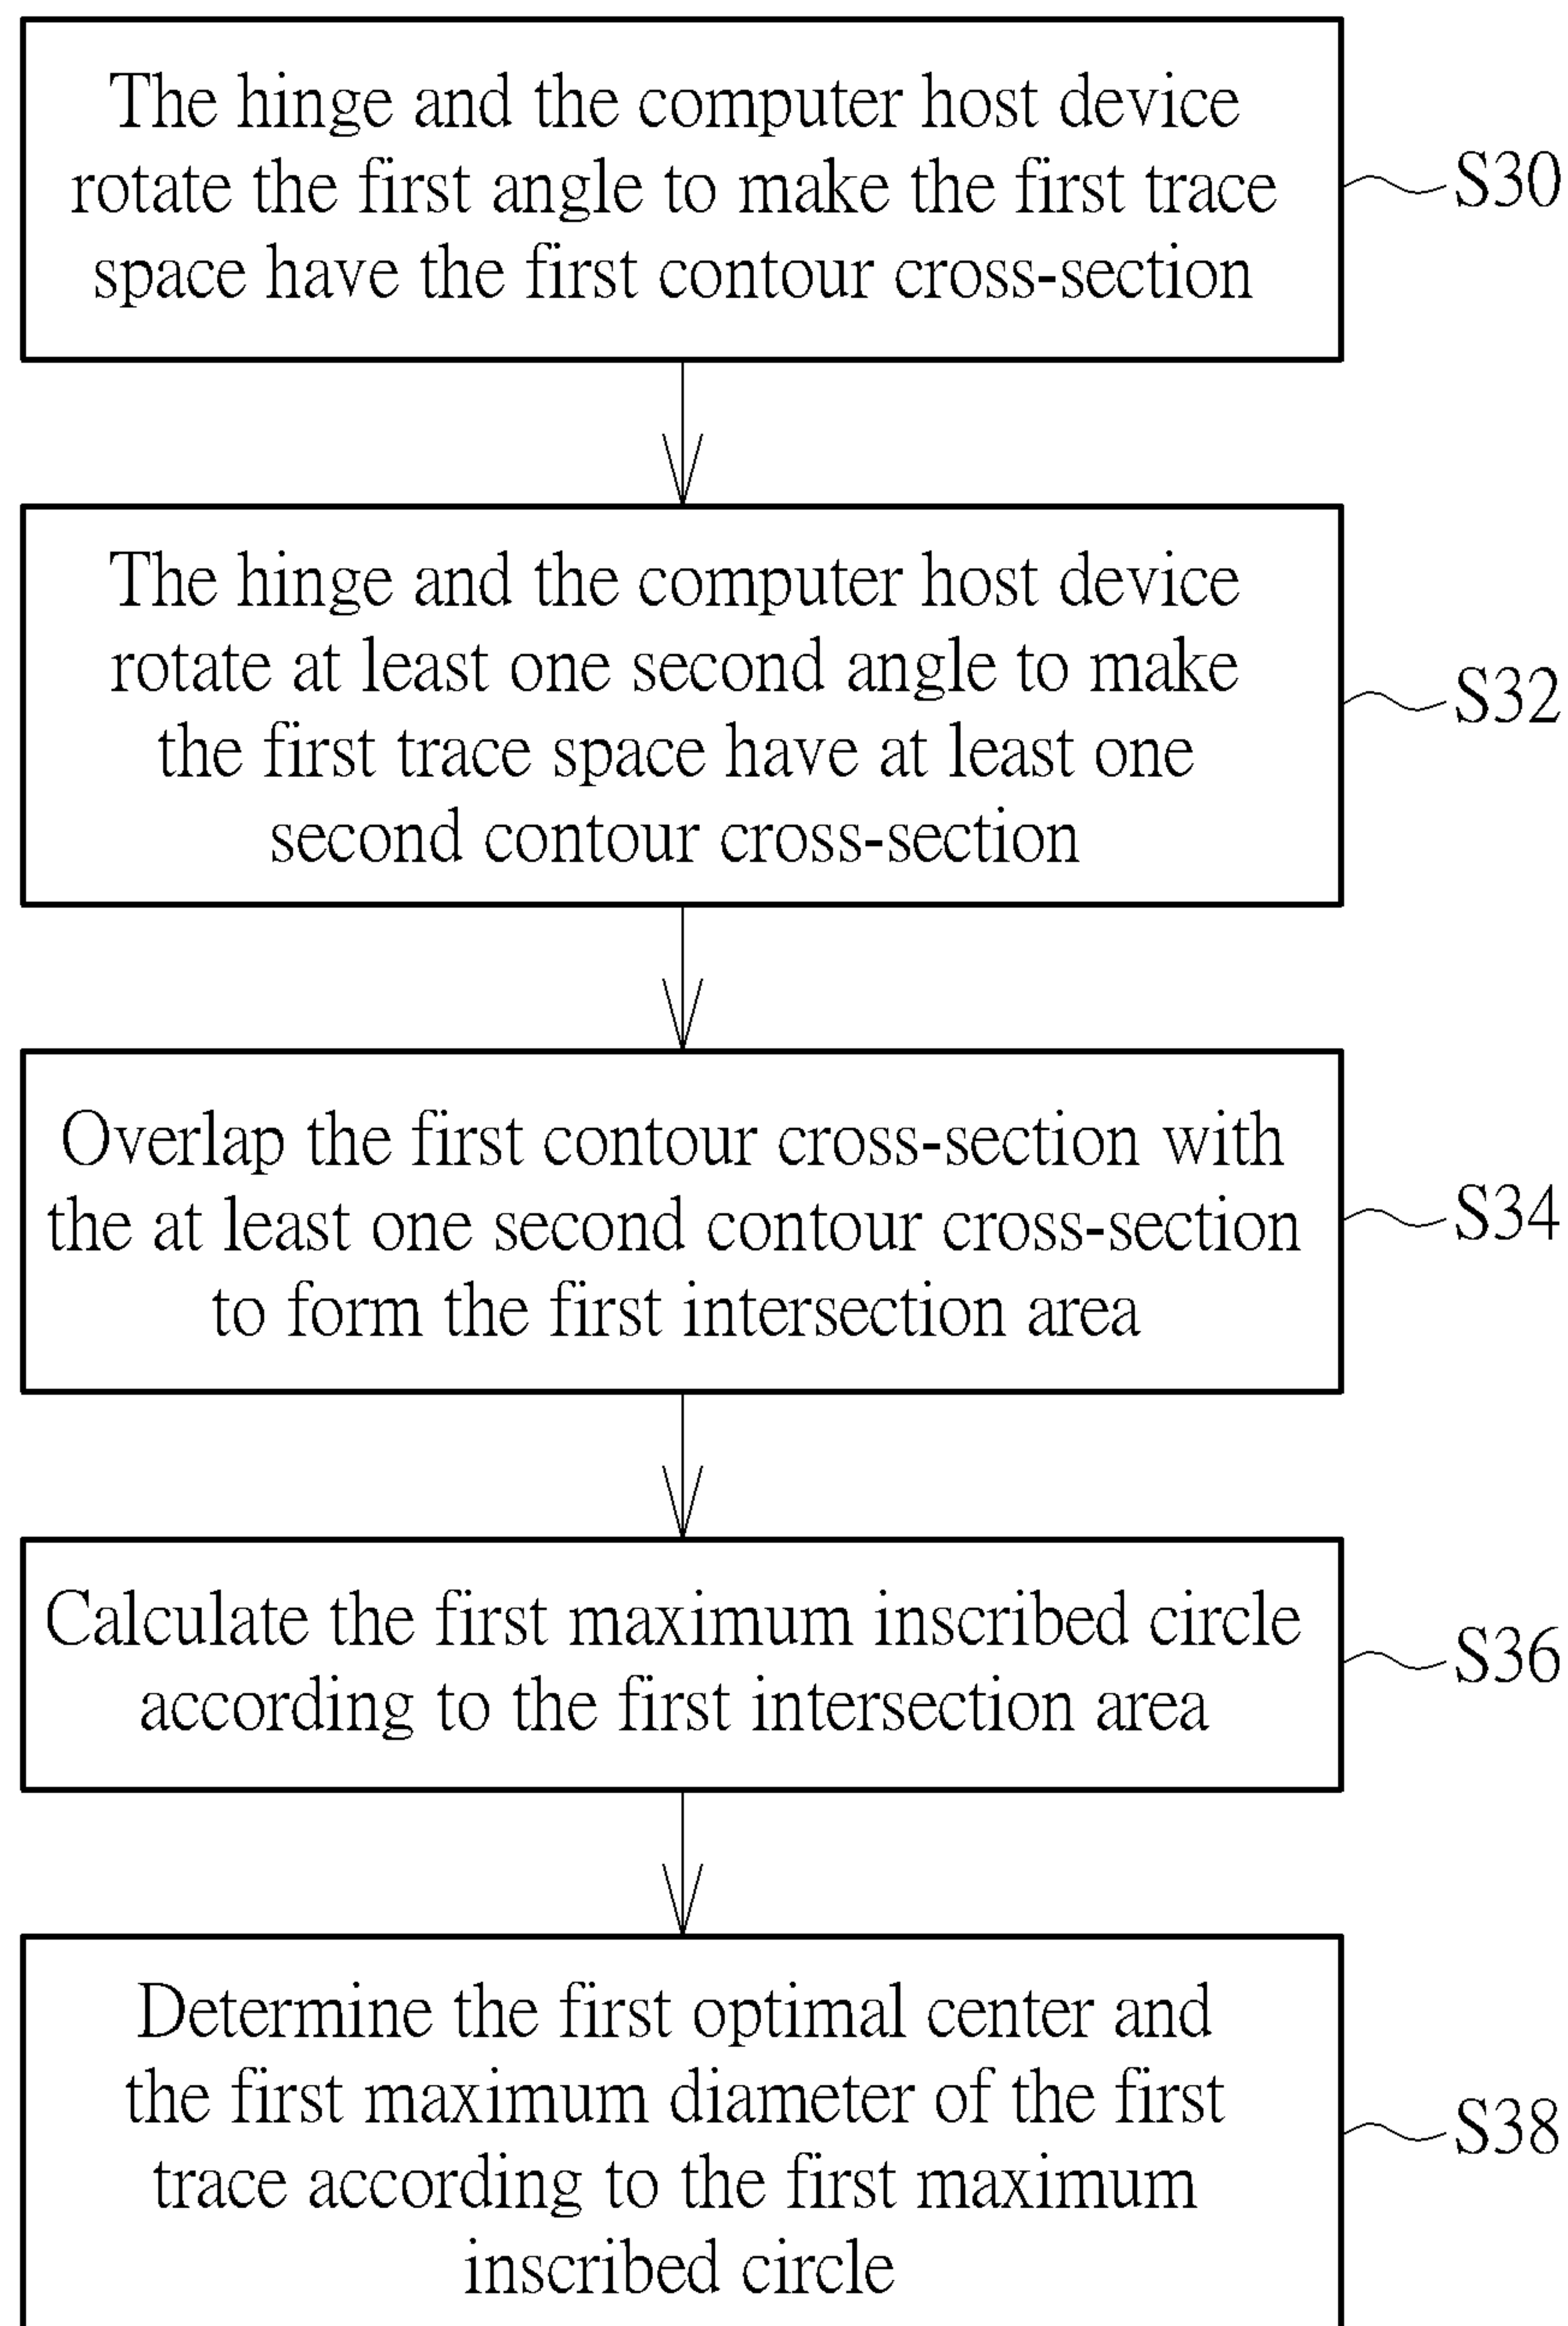 The hinge and the computer host device
rotate the first angle to make the first trace
space have the first contour cross-section
S30
The hinge and the computer host device
rotate at least one second angle to make
the first trace space have at least one
second contour cross-section
S32
Overlap the first contour cross-section with
the at least one second contour cross-section
to form the first intersection area
S34
Calculate the first maximum inscribed circle
according to the first intersection area
S36
Determine the first optimal center and
the first maximum diameter of the first
trace according to the first maximum
inscribed circle
S38